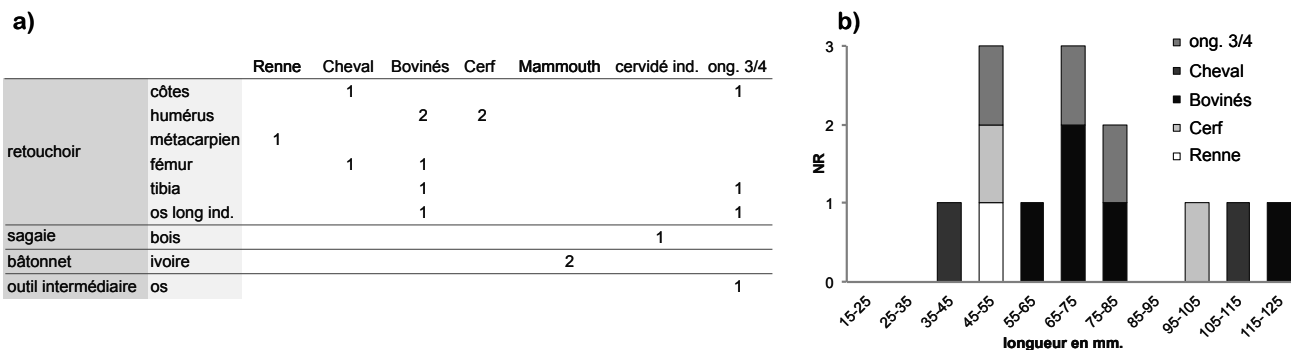 a)
Renne Cheval Bovinés Cerf Mammouth cervidé ind. ong. 3/4
retouchoir
côtes 1 1
humérus 2 2
métacarpien 1
fémur 1 1
tibia 1 1
os long ind. 1 1
sagaie bois 1
bâtonnet ivoire 2
outil intermédiaire os 1
b)
ong. 3/4
Cheval
Bovinés
Cerf
Renne
NR
3
2
1
0
15-25 25-35 35-45 45-55 55-65 65-75 75-85 85-95 95-105 105-115 115-125
longueur en mm.